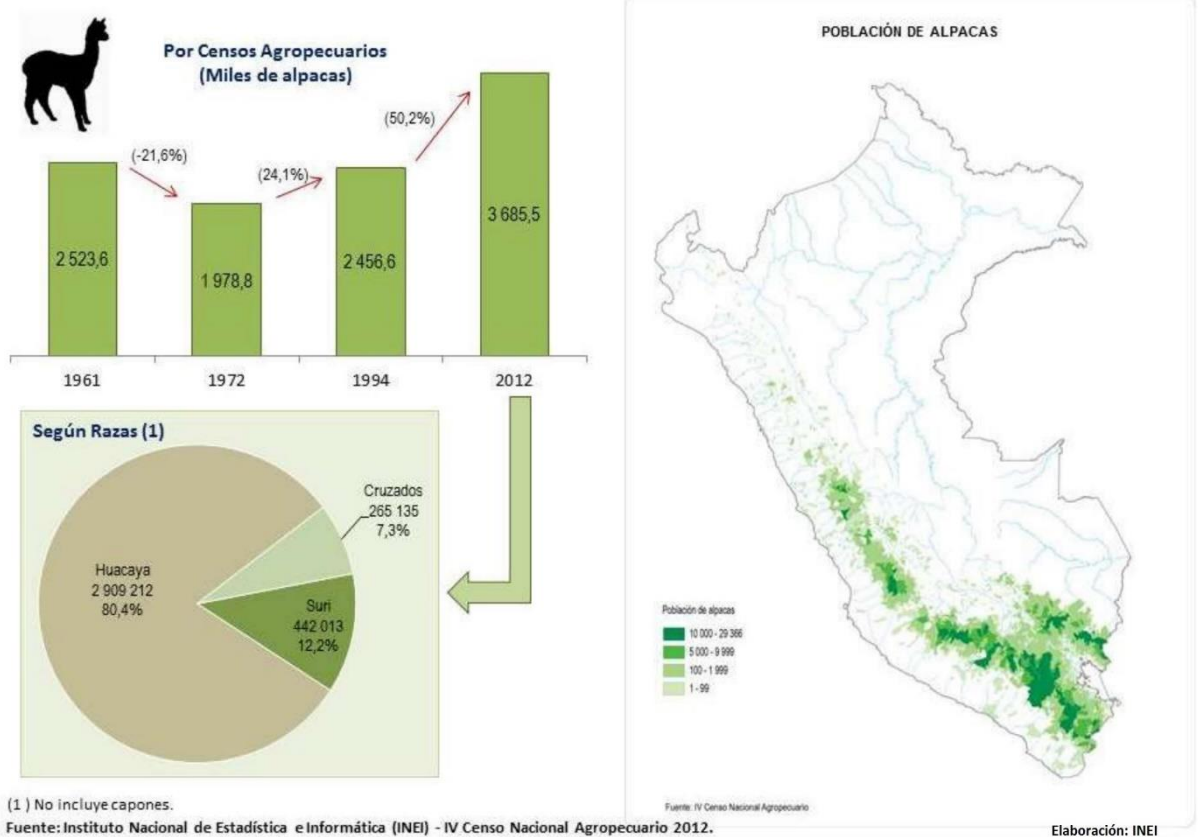 Por Censos Agropecuarios
(Miles de alpacas)
(-21,6%)
(24,1%)
(50,2%)
2 523,6
1 978,8
2 456,6
3 685,5
1961
1972
1994
2012
Según Razas (1)
Cruzados
265 135
7,3%
Huacaya
2 909 212
80,4%
Suri
442 013
12,2%
(1 ) No incluye capones.
Fuente: Instituto Nacional de Estadística e Informática (INEI) - IV Censo Nacional Agropecuario 2012.
POBLACIÓN DE ALPACAS
Población de alpacas
10 000 - 29 366
5 000 - 9 999
100 - 1 999
1 - 99
Fuente: IV Censo Nacional Agropecuario
Elaboración: INEI